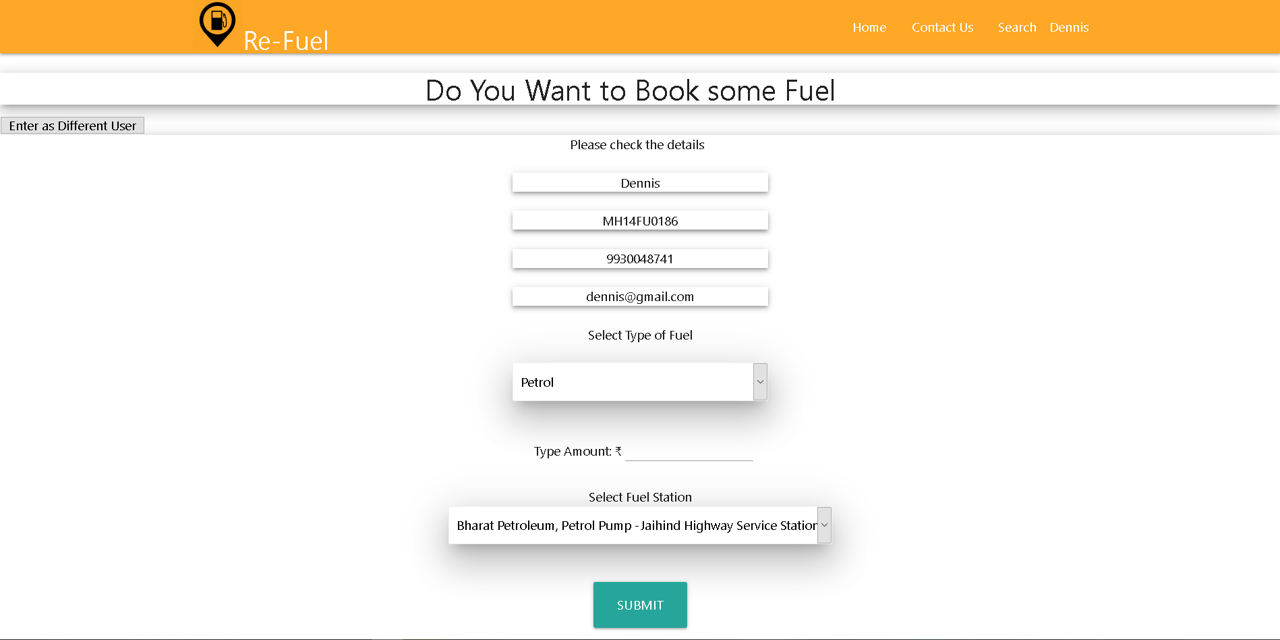 Re-Fuel
Home Contact Us Search Dennis
Do You Want to Book some Fuel
Enter as Different User
Please check the details
Dennis
MH14FU0186
9930048741
dennis@gmail.com
Select Type of Fuel
Petrol
Type Amount: ₹
Select Fuel Station
Bharat Petroleum, Petrol Pump -Jaihind Highway Service Station
SUBMIT